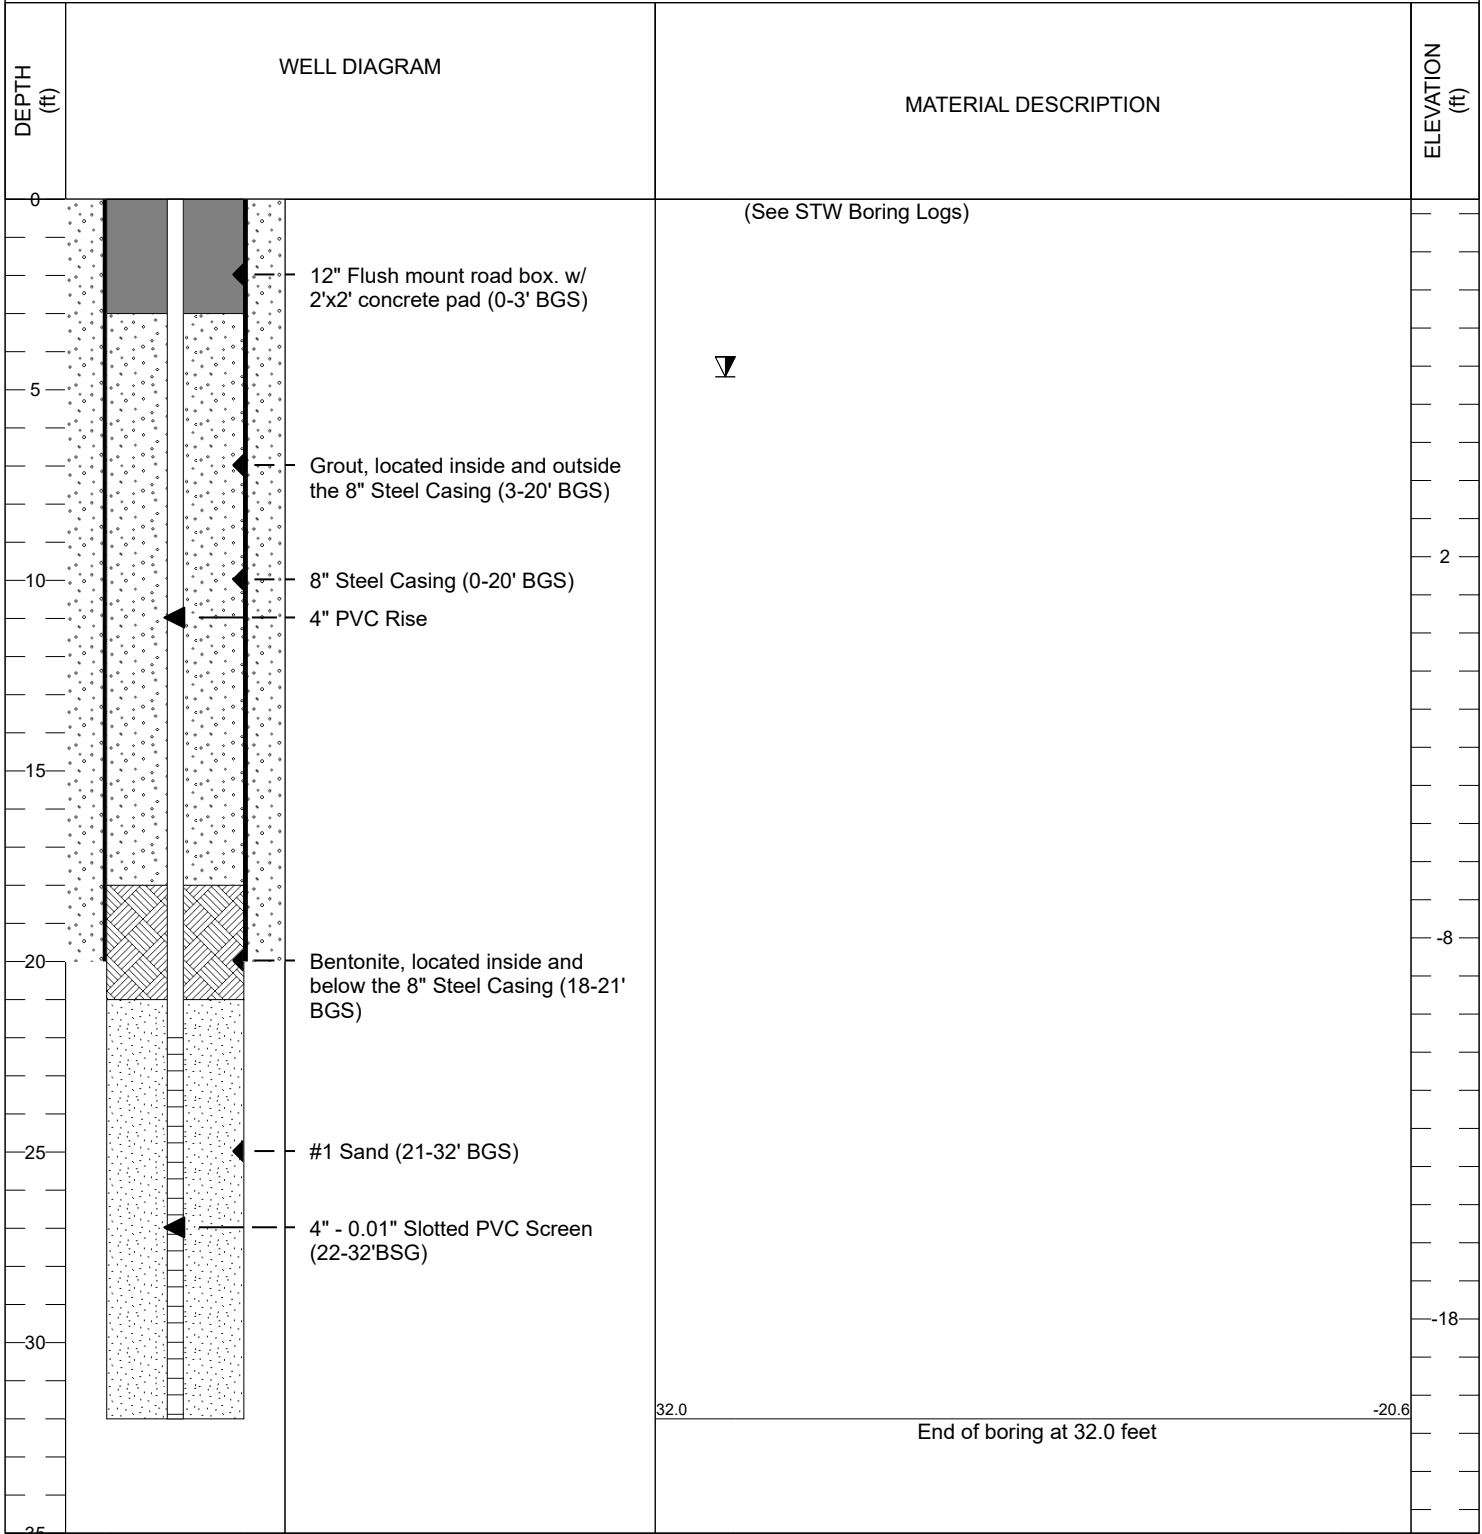 DEPTH
(ft)
WELL DIAGRAM
MATERIAL DESCRIPTION
ELEVATION
(ft)
0
(See STW Boring Logs)
12" Flush mount road box. w/
2'x2' concrete pad (0-3' BGS)
5
Grout, located inside and outside
the 8" Steel Casing (3-20' BGS)
2
10
8" Steel Casing (0-20' BGS)
4" PVC Rise
15
-8
20
Bentonite, located inside and
below the 8" Steel Casing (18-21'
BGS)
25
#1 Sand (21-32' BGS)
4" - 0.01" Slotted PVC Screen
(22-32'BSG)
-18
30
32.0
-20.6
End of boring at 32.0 feet
35